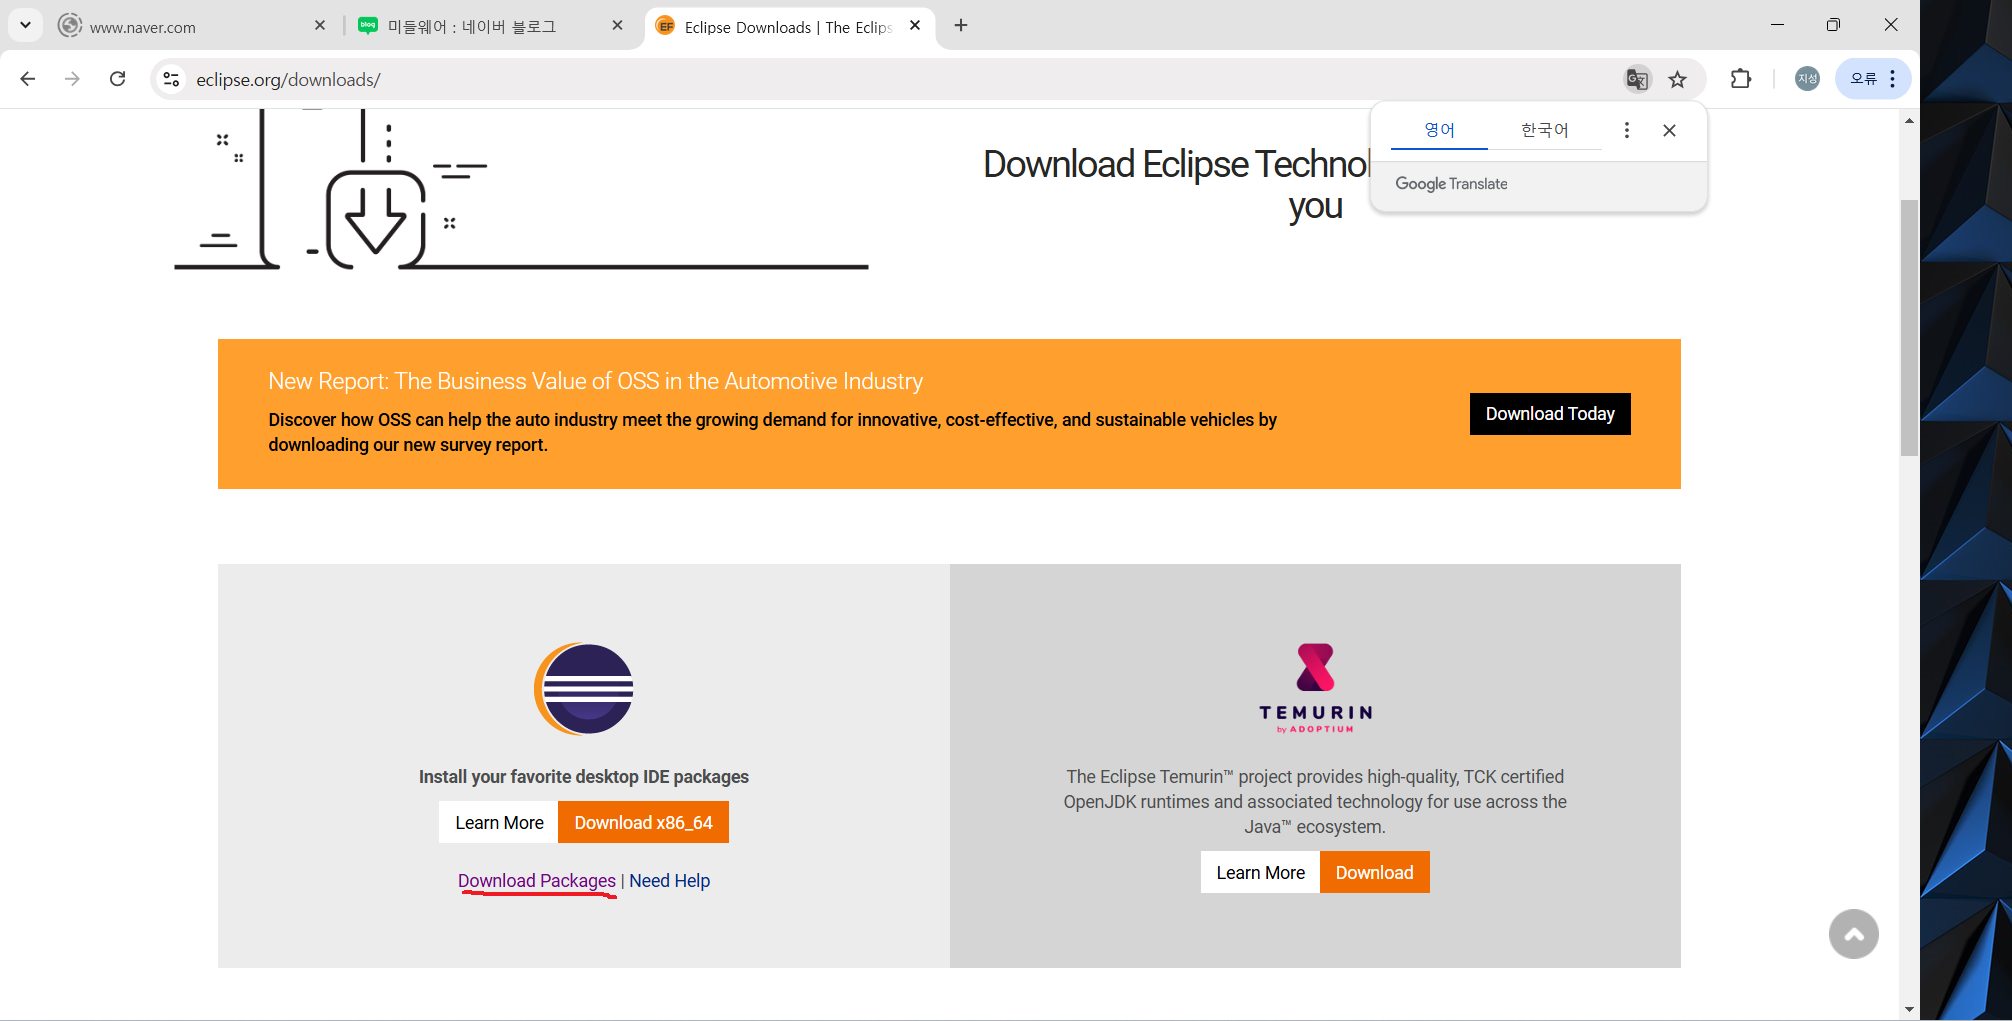 www.naver.com
미들웨어 : 네이버 블로그
Eclipse Downloads | The Eclips
eclipse.org/downloads/
지성
오류
영어 한국어
Google Translate
Download Eclipse Technol
you
New Report: The Business Value of OSS in the Automotive Industry
Discover how OSS can help the auto industry meet the growing demand for innovative, cost-effective, and sustainable vehicles by
downloading our new survey report.
Download Today
Install your favorite desktop IDE packages
Learn More Download x86_64
Download Packages | Need Help
TEMURIN
by ADOPTIUM
The Eclipse Temurin™ project provides high-quality, TCK certified
OpenJDK runtimes and associated technology for use across the
Java™ ecosystem.
Learn More Download